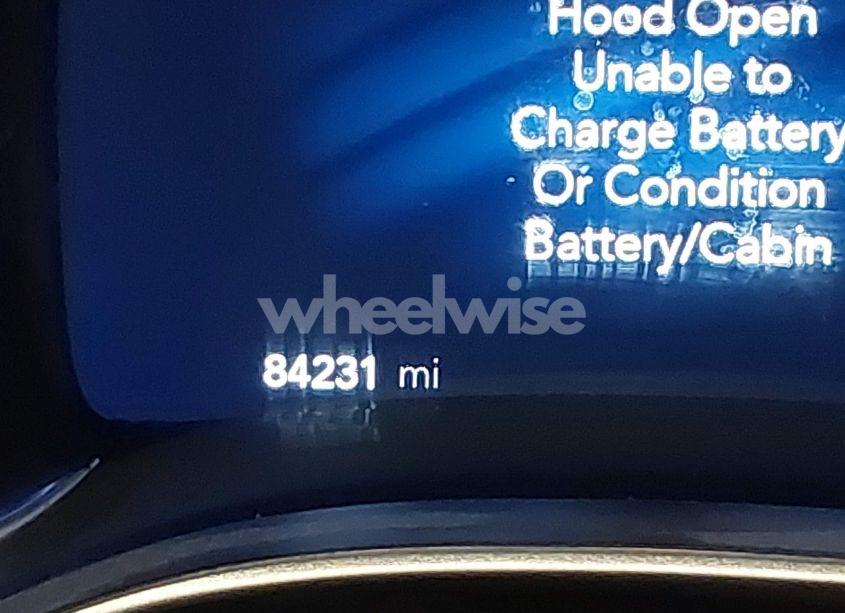 Hood Open
Unable to
Charge Battery
Or Condition
Battery/Cabin
wheelwise
84231 mi